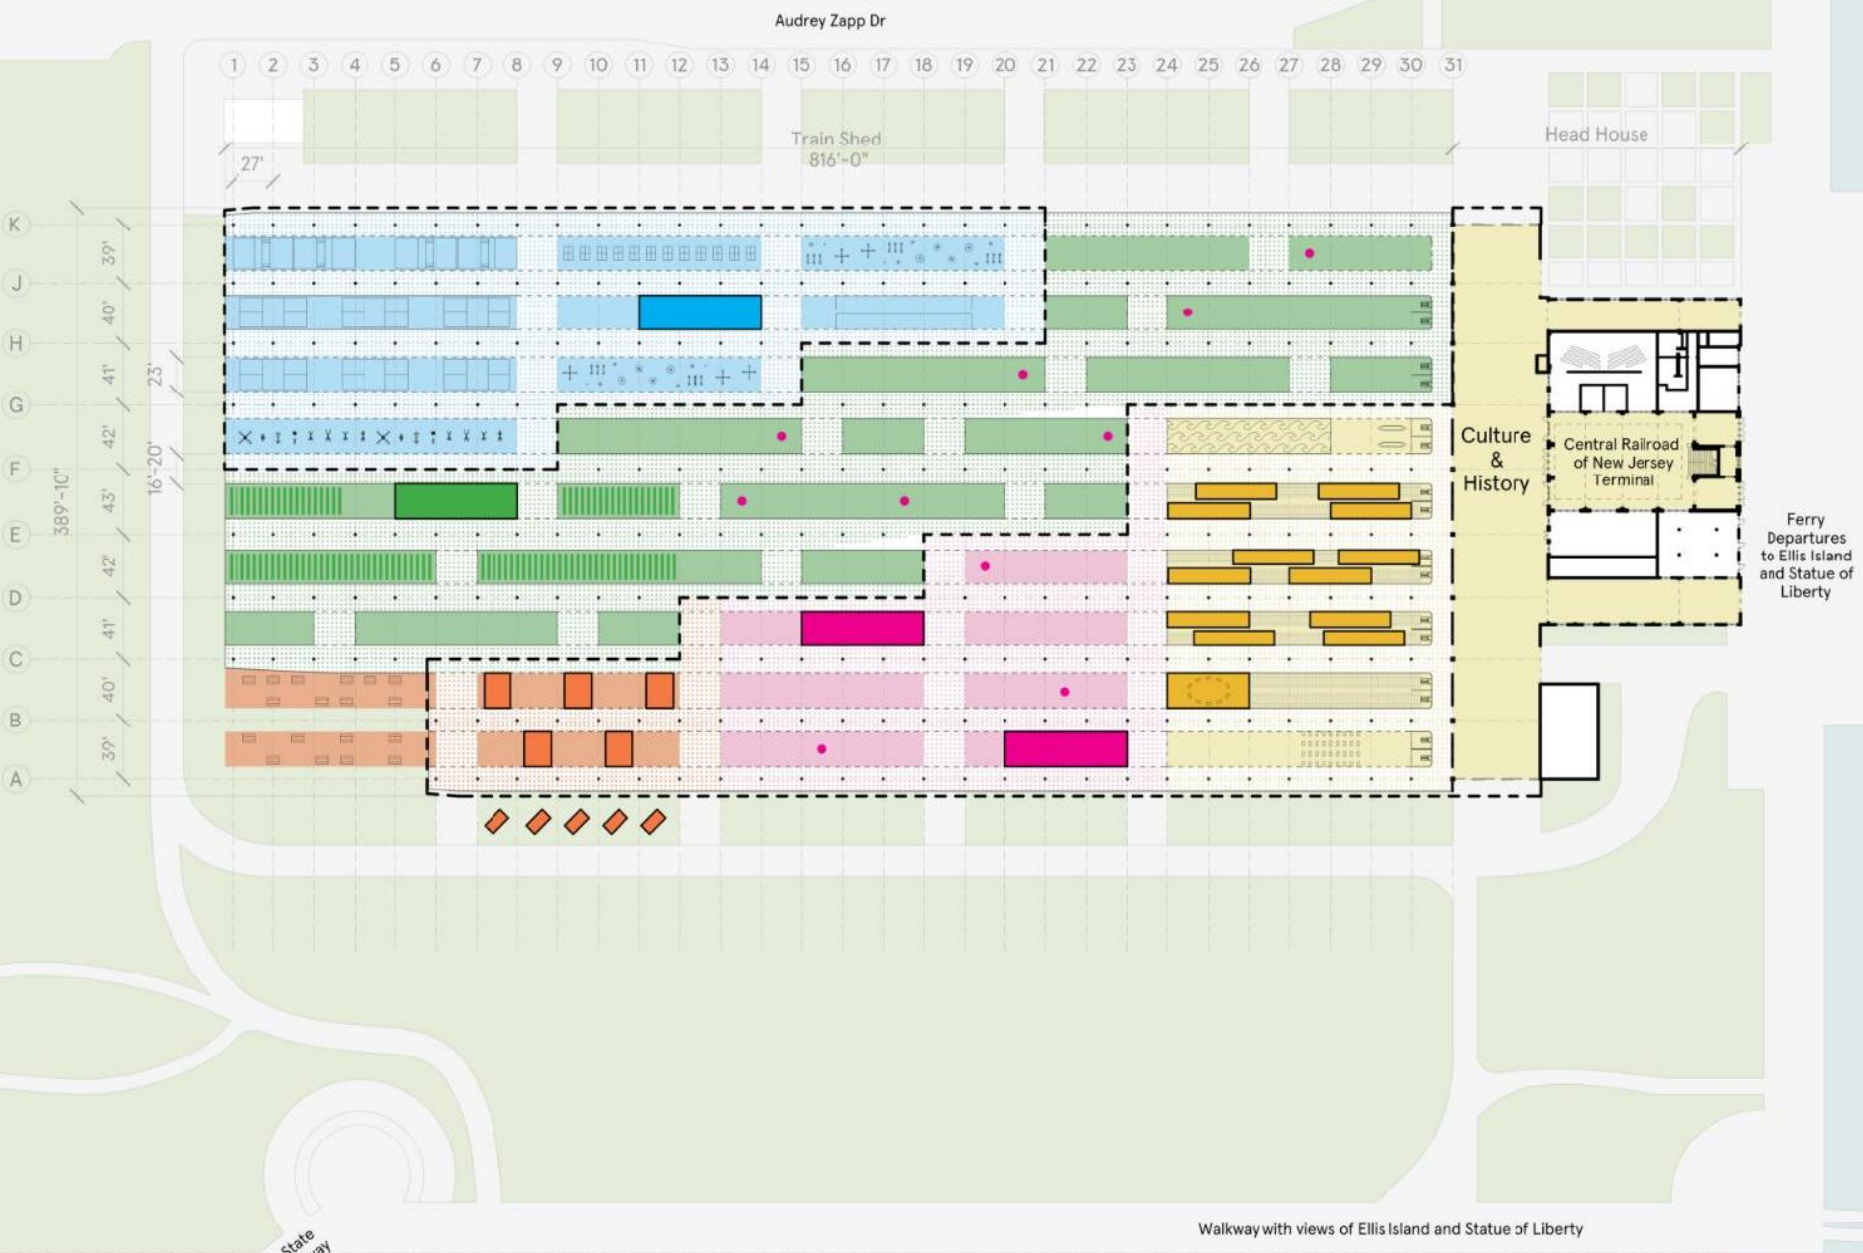 Audrey Zapp Dr
1 2 3 4 5 6 7 8 9 10 11 12 13 14 15 16 17 18 19 20 21 22 23 24 25 26 27 28 29 30 31
Train Shed
816'-0"
Head House
27'
K
39'
J
40'
H
41'
23'
G
42'
16'-20'
F
389'-10"
43'
E
42'
D
41'
C
40'
B
39'
A
Culture
&
History
Central Railroad
of New Jersey
Terminal
Ferry
Departures
to Ellis Island
and Statue of
Liberty
Walkway with views of Ellis Island and Statue of Liberty
State